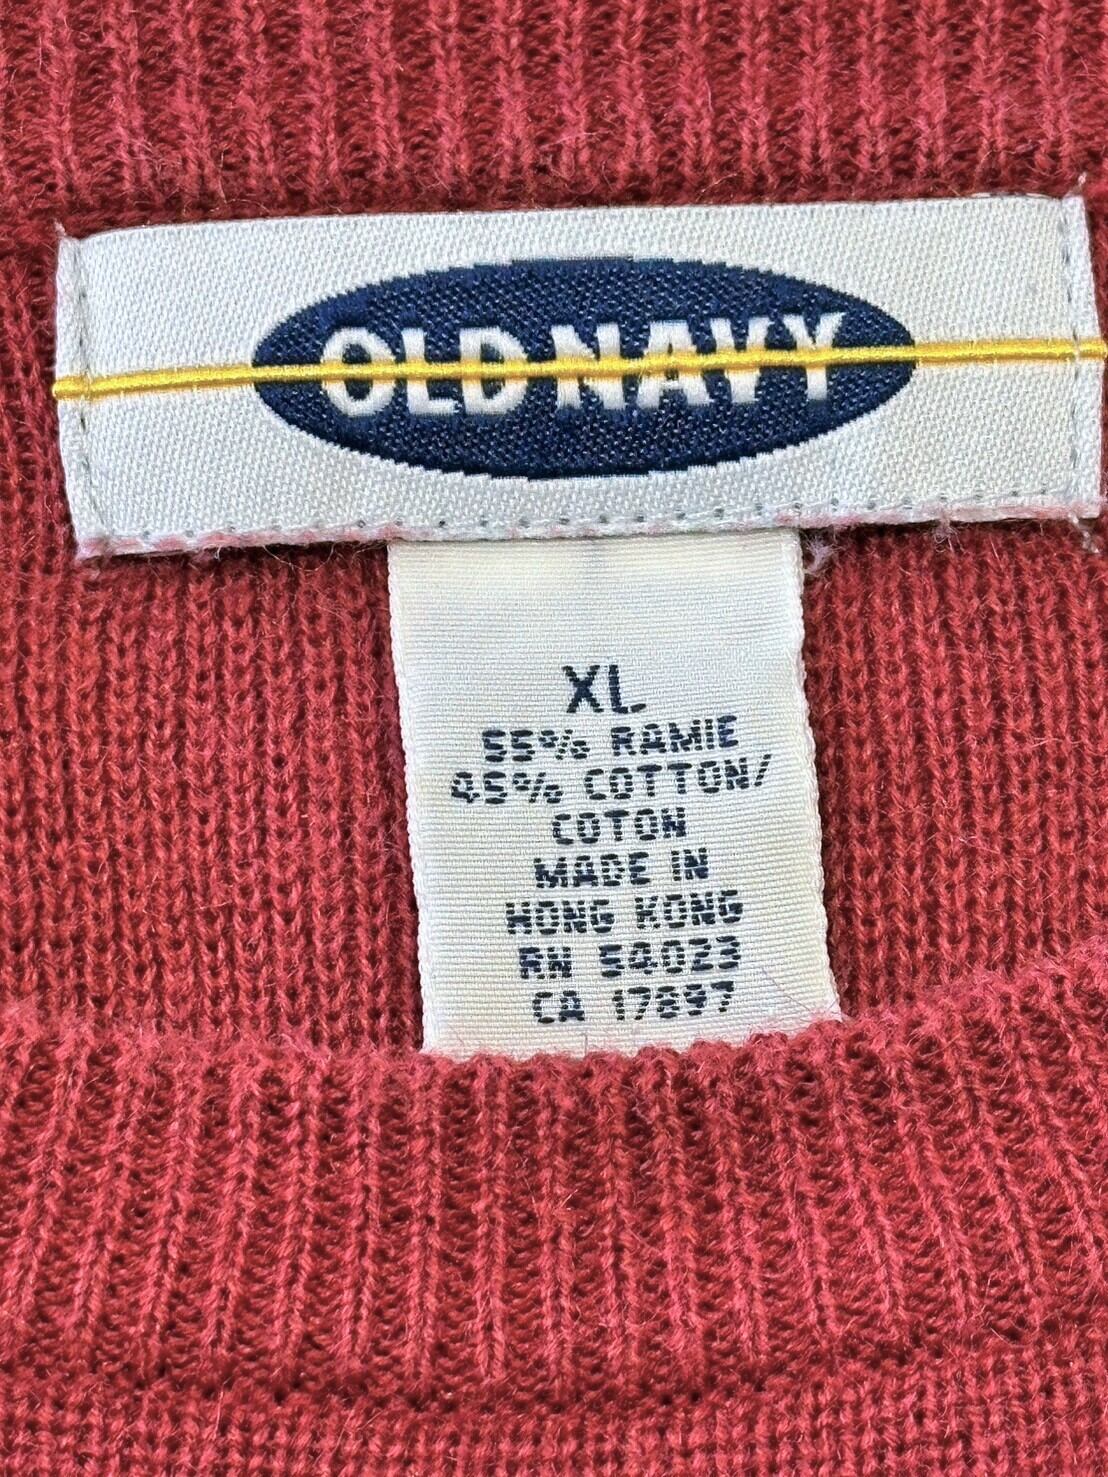 OLD NAVY
XL
55% RAMIE
45% COTTON/
COTON
MADE IN
HONG KONG
RN 54023
CA 17897